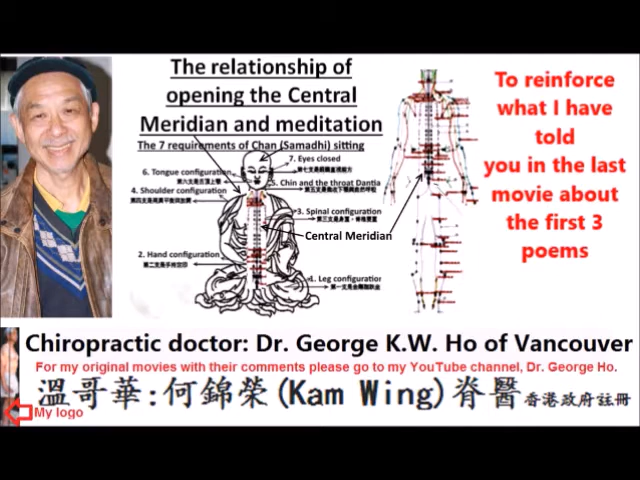 The relationship of
opening the Central
Meridian and meditation
The 7 requirements of Chan (Samadhi) sitting
7. Eyes closed
6. Tongue configuration
5. Chin and the throat Dantia
4. Shoulder configuration
3. Spinal configuration
Central Meridian
2. Hand configuration
1. Leg configuration
To reinforce
what I have
told
you in the last
movie about
the first 3
poems
Chiropractic doctor: Dr. George K.W. Ho of Vancouver
For my original movies with their comments please go to my YouTube channel, Dr. George Ho.
溫哥華:何錦榮(Kam Wing)脊醫香港政府註冊
My logo